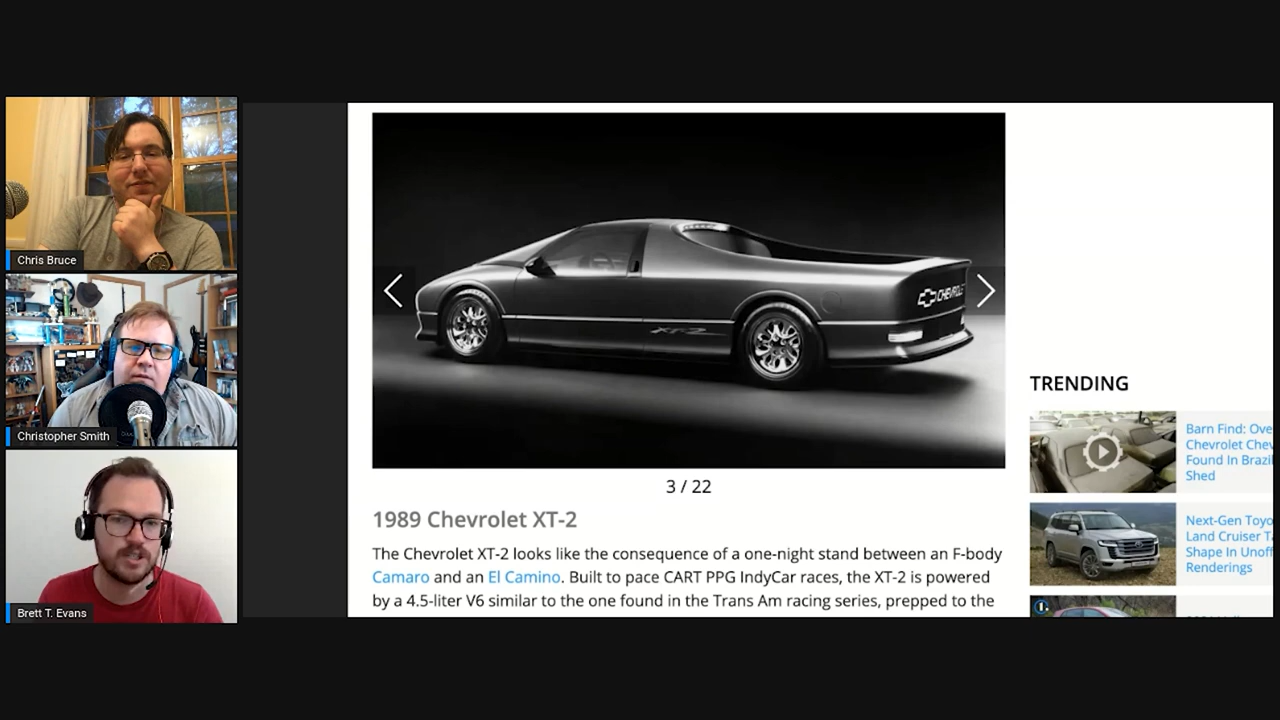 Chris Bruce
Christopher Smith
Brett T. Evans
CHEVROLET
XT-2
3 / 22
1989 Chevrolet XT-2
The Chevrolet XT-2 looks like the consequence of a one-night stand between an F-body
Camaro and an El Camino. Built to pace CART PPG IndyCar races, the XT-2 is powered
by a 4.5-liter V6 similar to the one found in the Trans Am racing series, prepped to the
TRENDING
Barn Find: Ove
Chevrolet Chev
Found In Brazil
Shed
Next-Gen Toyo
Land Cruiser T
Shape In Unoff
Renderings